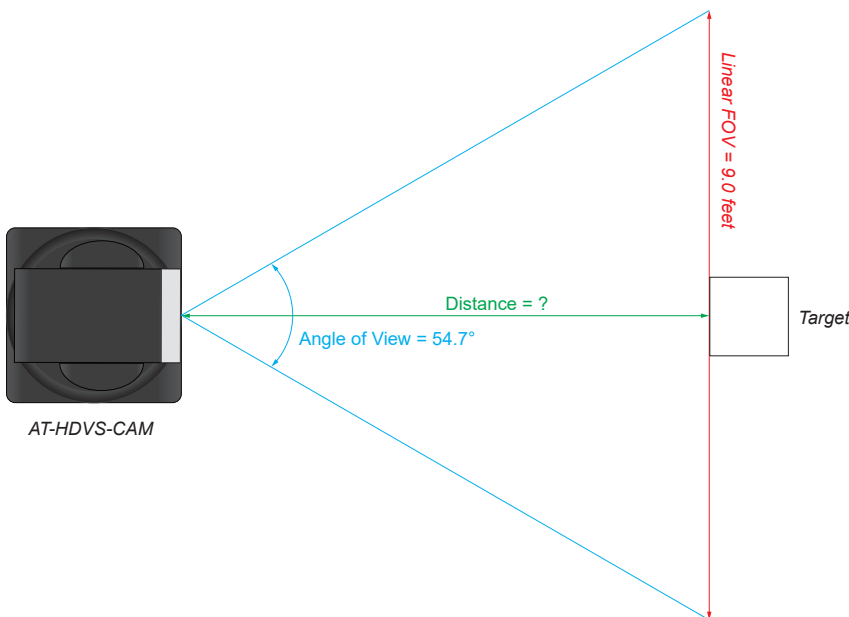 Linear FOV = 9.0 feet
Distance = ?
Target
Angle of View = 54.7°
AT-HDVS-CAM